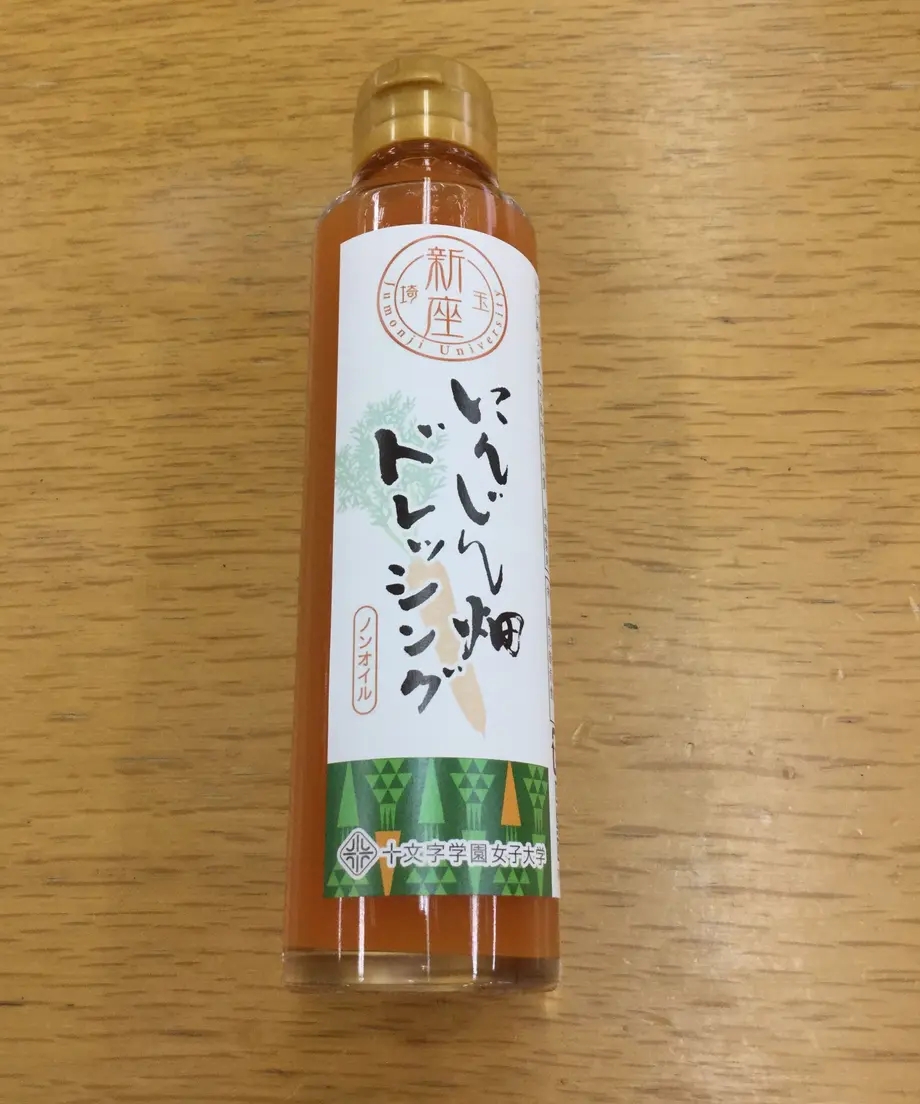 新座
埼玉
Jumonji University
にんじん畑
ドレッシング
ノンオイル
十文字学園女子大学